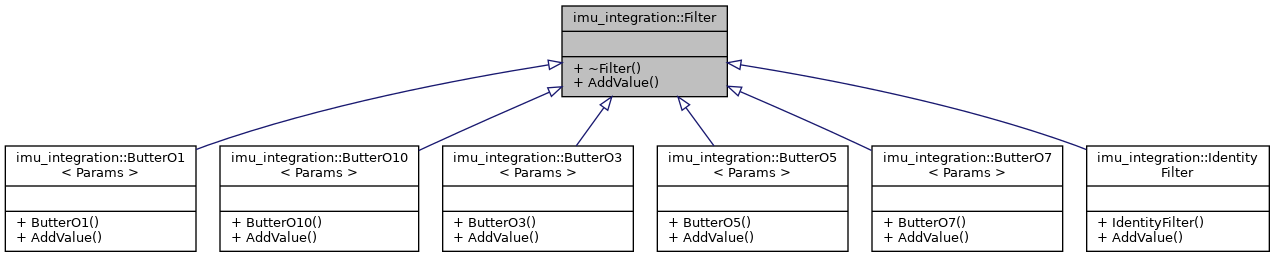 imu_integration::Filter
+ ~Filter()
+ AddValue()
imu_integration::ButterO1
< Params >
+ ButterO1()
+ AddValue()
imu_integration::ButterO10
< Params >
+ ButterO10()
+ AddValue()
imu_integration::ButterO3
< Params >
+ ButterO3()
+ AddValue()
imu_integration::ButterO5
< Params >
+ ButterO5()
+ AddValue()
imu_integration::ButterO7
< Params >
+ ButterO7()
+ AddValue()
imu_integration::Identity
Filter
+ IdentityFilter()
+ AddValue()